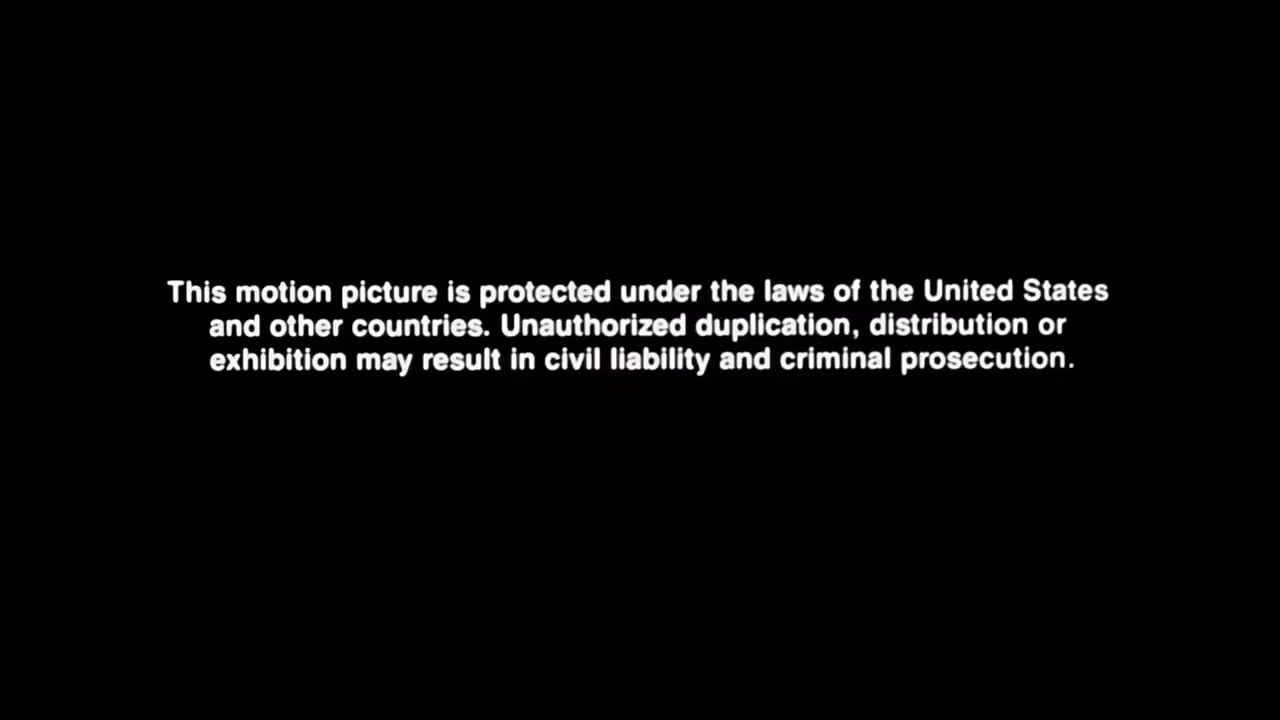 This motion picture is protected under the laws of the United States
and other countries. Unauthorized duplication, distribution or
exhibition may result in civil liability and criminal prosecution.